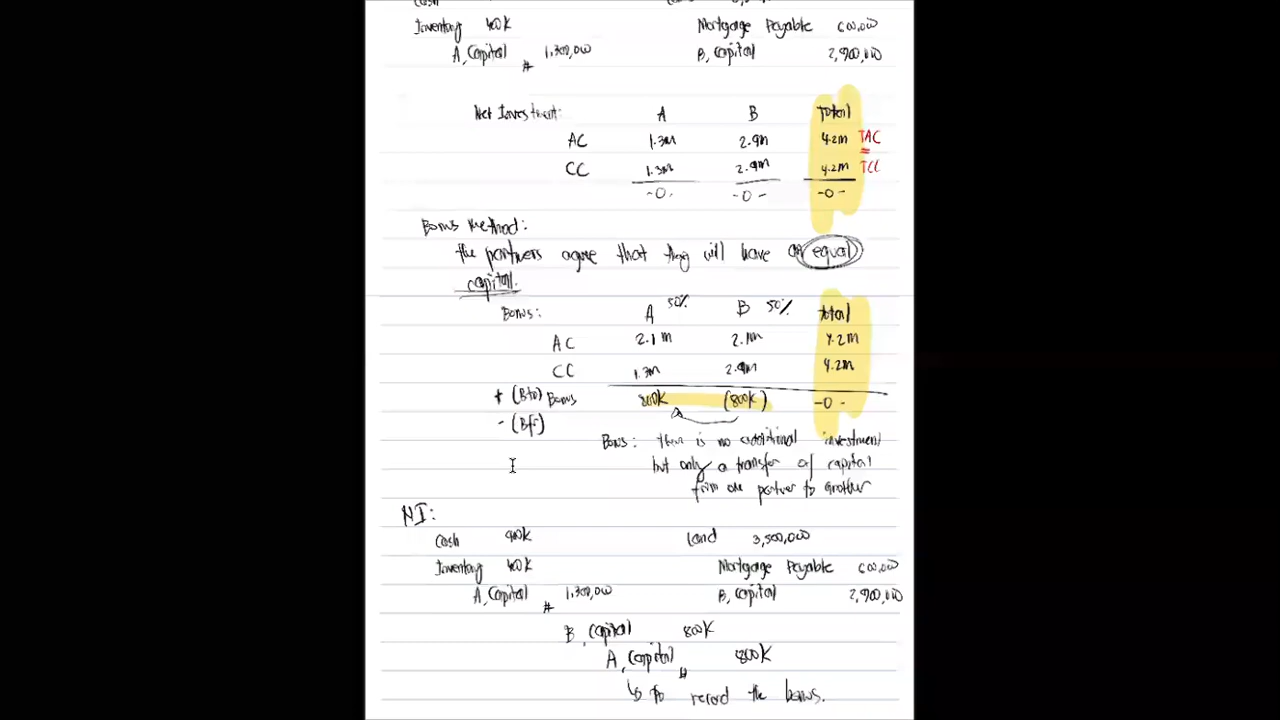 Cash
Inventory 400K Mortgage Payable 600,000
A, Capital 1,300,000 B, Capital 2,900,000
Net Investment: A B Total
AC 1.3M 2.9M 4.2M TAC
=
CC 1.3M 2.9M 4.2M TCC
-0- -0- -0-
Bonus Method:
the partners agree that they will have an equal
capital.
Bonus: A 50% B 50% total
AC 2.1M 2.1M 4.2M
CC 1.3M 2.9M 4.2M
+ (BTO) Bonus 800K (800K) -0-
- (BFr)
Bonus: there is no additional investment
but only a transfer of capital
from one partner to another
NI:
Cash 900K Land 3,500,000
Inventory 400K Mortgage Payable 600,000
A, Capital 1,300,000 B, Capital 2,900,000
B, Capital 800K
A, Capital 800K
↳ to record the bonus.